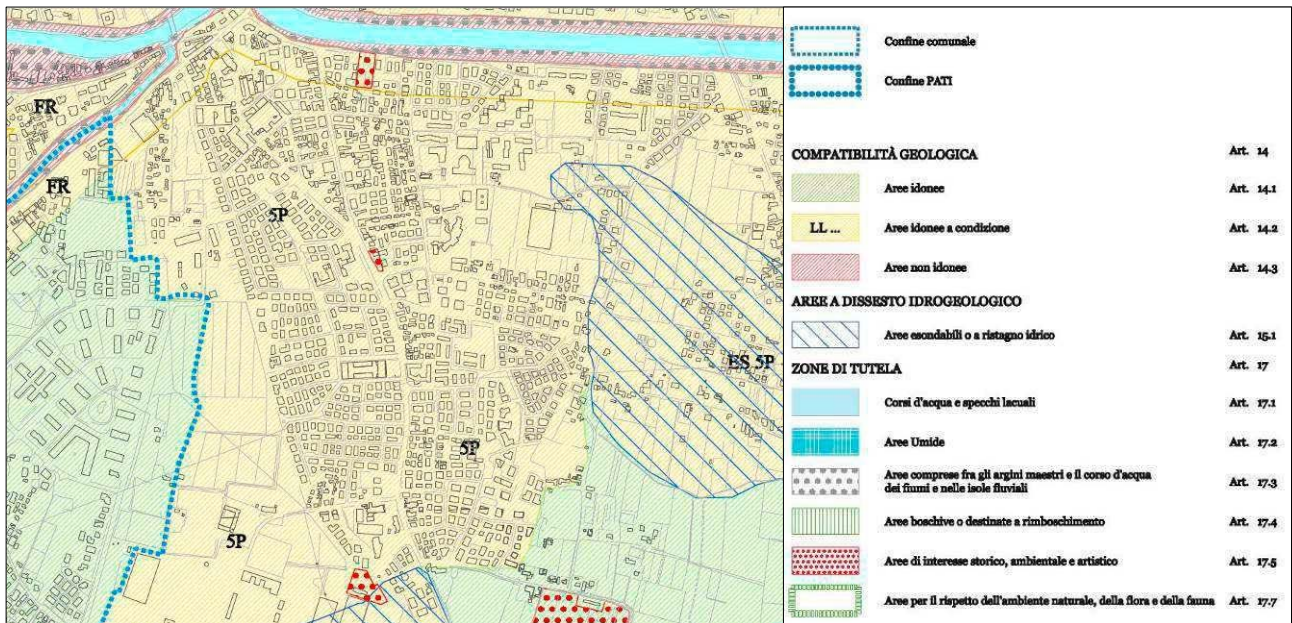 FR
FR
5P
ES 5P
5P
5P
Confine comunale
Confine PATI
COMPATIBILITÀ GEOLOGICA Art. 14
Aree idonee Art. 14.1
LL ... Aree idonee a condizione Art. 14.2
Aree non idonee Art. 14.3
AREE A DISSESTO IDROGEOLOGICO
Aree esondabili o a ristagno idrico Art. 15.1
ZONE DI TUTELA Art. 17
Corsi d'acqua e specchi lacuali Art. 17.1
Aree Umide Art. 17.2
Aree comprese fra gli argini maestri e il corso d'acqua
dei fiumi e nelle isole fluviali Art. 17.3
Aree boschive o destinate a rimboschimento Art. 17.4
Aree di interesse storico, ambientale e artistico Art. 17.5
Aree per il rispetto dell'ambiente naturale, della flora e della fauna Art. 17.7